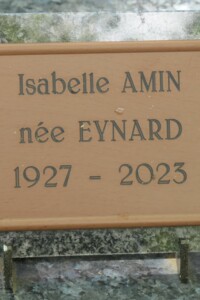 Isabelle AMIN
née EYNARD
1927 - 2023